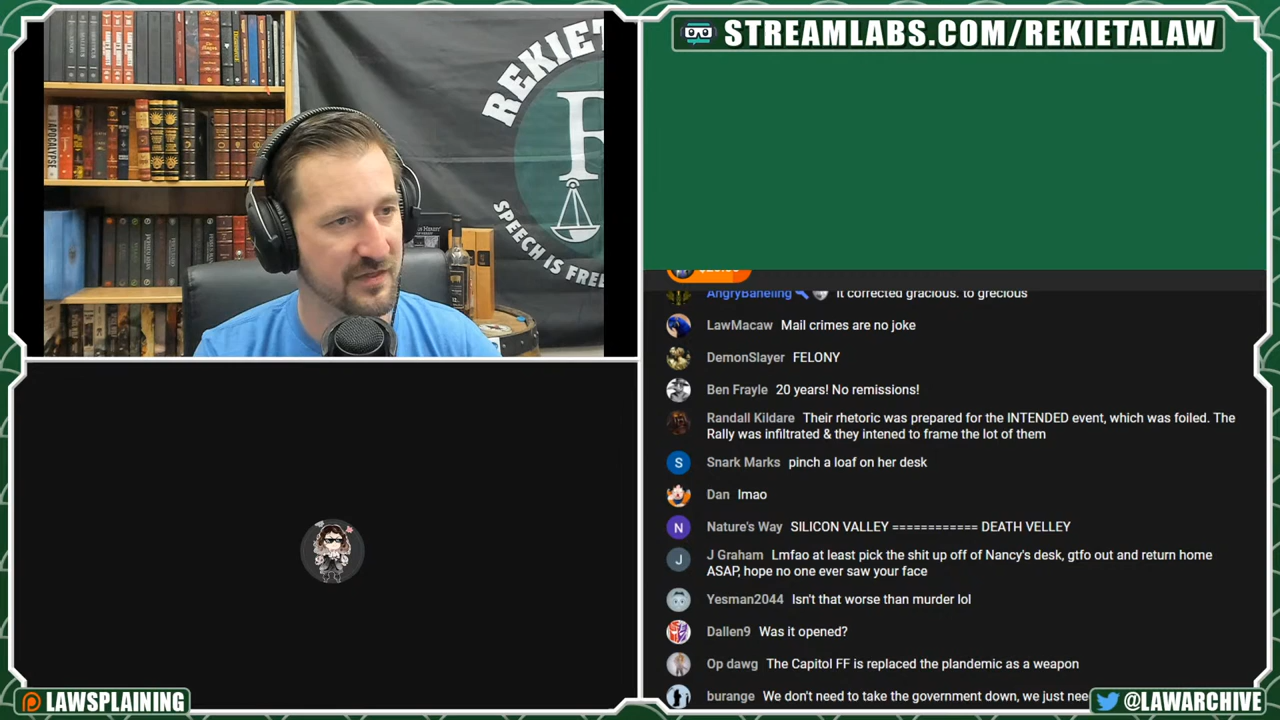 STREAMLABS.COM/REKIETALAW
REKIET
R
SPEECH IS FREE
APOCALYPSE
AngryBaneling it corrected gracious. to grecious
LawMacaw Mail crimes are no joke
DemonSlayer FELONY
Ben Frayle 20 years! No remissions!
Randall Kildare Their rhetoric was prepared for the INTENDED event, which was foiled. The
Rally was infiltrated & they intened to frame the lot of them
S
Snark Marks pinch a loaf on her desk
Dan lmao
N
Nature's Way SILICON VALLEY ============ DEATH VELLEY
J
J Graham Lmfao at least pick the shit up off of Nancy's desk, gtfo out and return home
ASAP, hope no one ever saw your face
Yesman2044 Isn't that worse than murder lol
Dallen9 Was it opened?
Op dawg The Capitol FF is replaced the plandemic as a weapon
burange We don't need to take the government down, we just nee
LAWSPLAINING
@LAWARCHIVE